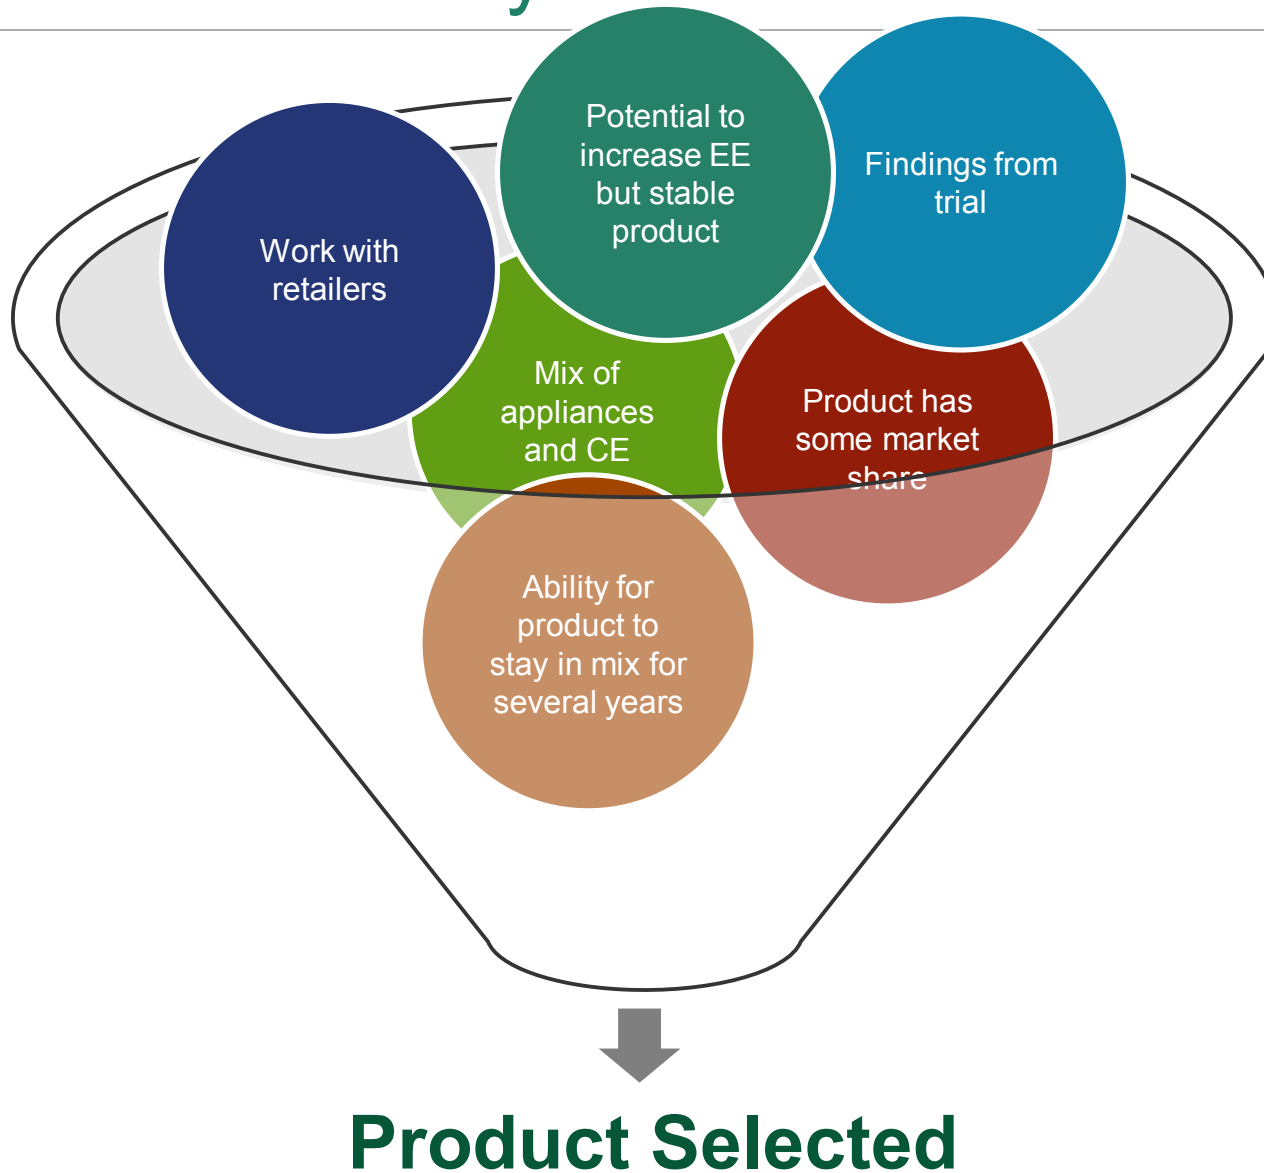 Potential to
increase EE
but stable
product
Findings from
trial
Work with
retailers
Mix of
appliances
and CE
Product has
some market
share
Ability for
product to
stay in mix for
several years
Product Selected